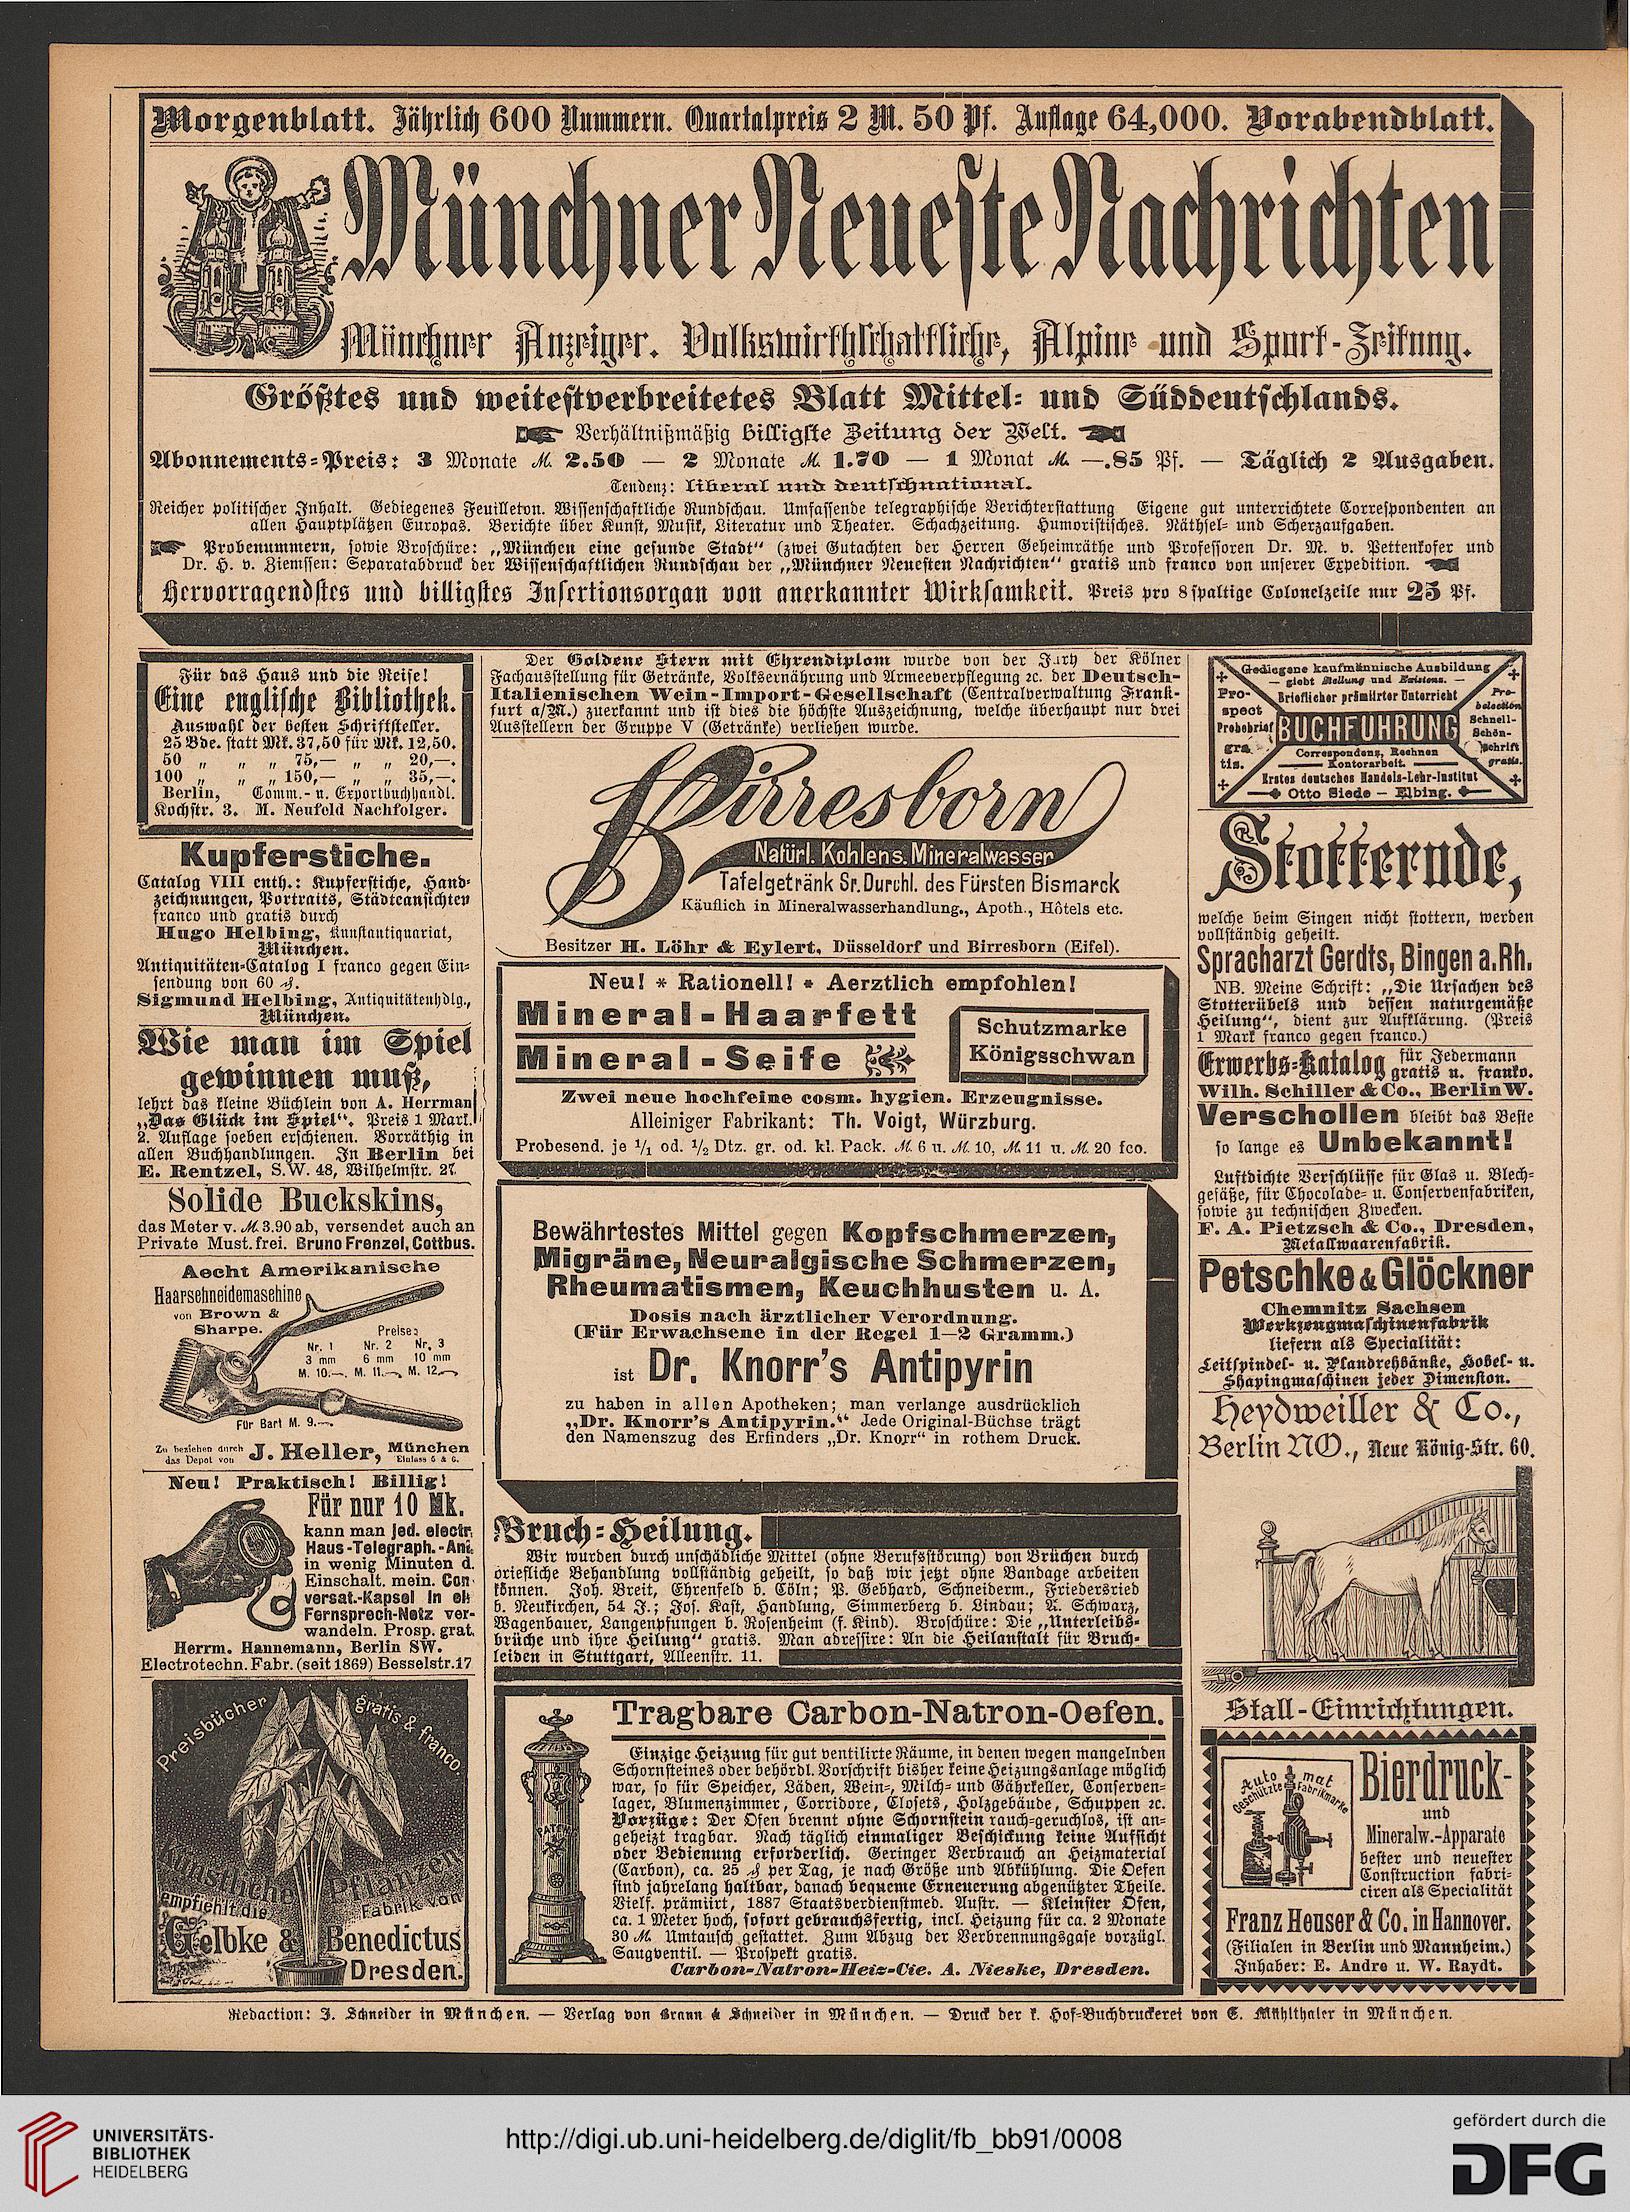 Morgenblatt. Jährlich 600 Nummern. Quartalpreis 2 M. 50 Pf. Auflage 64,000. Vorabendblatt.
Münchner Neueste Nachrichten
Münchner Anzeiger. Volkswirthschaftliche, Alpine und Sport-Zeitung.
Größtes und weitestverbreitetes Blatt Mittel- und Süddeutschlands.
Verhältnißmäßig billigste Zeitung der Welt.
Abonnements-Preis: 3 Monate M. 2.50 — 2 Monate M. 1.70 — 1 Monat M. —.85 Pf. — Täglich 2 Ausgaben.
Tendenz: liberal und deutschnational.
Reicher politischer Inhalt. Gediegenes Feuilleton. Wissenschaftliche Rundschau. Umfassende telegraphische Berichterstattung Eigene gut unterrichtete Correspondenten an
allen Hauptplätzen Europas. Berichte über Kunst, Musik, Literatur und Theater. Schachzeitung. Humoristisches. Räthsel- und Scherzaufgaben.
Probenummern, sowie Broschüre: „München eine gesunde Stadt“ (zwei Gutachten der Herren Geheimräthe und Professoren Dr. M. v. Pettenkofer und
Dr. H. v. Ziemssen: Separatabdruck der Wissenschaftlichen Rundschau der „Münchner Neuesten Nachrichten“ gratis und franco von unserer Expedition.
Hervorragendstes und billigstes Insertionsorgan von anerkannter Wirksamkeit. Preis pro 8spaltige Colonelzeile nur 25 Pf.
Für das Haus und die Reise!
Eine englische Bibliothek.
Auswahl der besten Schriftsteller.
25 Bde. statt Mk. 37,50 für Mk. 12,50.
50 „ „ „ 75,— „ „ 20,—.
100 „ „ „ 150,— „ „ 35,—.
Berlin, Comm.- u. Exportbuchhandl.
Kochstr. 3. M. Neufeld Nachfolger.
Kupferstiche.
Catalog VIII enth.: Kupferstiche, Hand-
zeichnungen, Portraits, Städteansichten
franco und gratis durch
Hugo Helbing, Kunstantiquariat,
München.
Antiquitäten-Catalog I franco gegen Ein-
sendung von 60 ₰.
Sigmund Helbing, Antiquitätenhdlg.,
München.
Wie man im Spiel
gewinnen muß,
lehrt das kleine Büchlein von A. Herrman
„Das Glück im Spiel“. Preis 1 Mark.
2. Auflage soeben erschienen. Vorräthig in
allen Buchhandlungen. In Berlin bei
E. Rentzel, S.W. 48, Wilhelmstr. 27.
Solide Buckskins,
das Meter v. M. 3.90 ab, versendet auch an
Private Must. frei. Bruno Frenzel, Cottbus.
Aecht Amerikanische
Haarschneidemaschine
von Brown &
Sharpe.
Preise:
Nr. 1 Nr. 2 Nr. 3
3 mm 6 mm 10 mm
M. 10.—. M. 11.—. M. 12.—
Für Bart M. 9.—.
Zu beziehen durch
das Depot von J. Heller, München
Einlass 5 & 6.
Neu! Praktisch! Billig!
Für nur 10 Mk.
kann man jed. electr.
Haus-Telegraph.-Anl.
in wenig Minuten d.
Einschalt. mein. Con-
versat.-Kapsel in ein
Fernsprech-Netz ver-
wandeln. Prosp. grat.
Herrm. Hannemann, Berlin SW.
Electrotechn. Fabr. (seit 1869) Besselstr. 17
Preisbücher gratis & franco.
Künstliche Pflanzen
empfiehlt die Fabrik von
Gelbke & Benedictus
Dresden.
Der Goldene Stern mit Ehrendiplom wurde von der Jury der Kölner
Fachausstellung für Getränke, Volksernährung und Armeeverpflegung ꝛc. der Deutsch-
Italienischen Wein-Import-Gesellschaft (Centralverwaltung Frank-
furt a/M.) zuerkannt und ist dies die höchste Auszeichnung, welche überhaupt nur drei
Ausstellern der Gruppe V (Getränke) verliehen wurde.
Birresborn
Natürl. Kohlens. Mineralwasser
Tafelgetränk Sr. Durchl. des Fürsten Bismarck
Käuflich in Mineralwasserhandlung., Apoth., Hôtels etc.
Besitzer H. Löhr & Eylert, Düsseldorf und Birresborn (Eifel).
Neu! * Rationell! * Aerztlich empfohlen!
Mineral-Haarfett
Mineral-Seife
Schutzmarke
Königsschwan
Zwei neue hochfeine cosm. hygien. Erzeugnisse.
Alleiniger Fabrikant: Th. Voigt, Würzburg.
Probesend. je 1/1 od. 1/2 Dtz. gr. od. kl. Pack. M. 6 u. M. 10, M. 11 u. M. 20 fco.
Bewährtestes Mittel gegen Kopfschmerzen,
Migräne, Neuralgische Schmerzen,
Rheumatismen, Keuchhusten u. A.
Dosis nach ärztlicher Verordnung.
(Für Erwachsene in der Regel 1—2 Gramm.)
ist Dr. Knorr's Antipyrin
zu haben in allen Apotheken; man verlange ausdrücklich
„Dr. Knorr's Antipyrin.“ Jede Original-Büchse trägt
den Namenszug des Erfinders „Dr. Knorr“ in rothem Druck.
Bruch-Heilung.
Wir wurden durch unschädliche Mittel (ohne Berufsstörung) von Brüchen durch
briefliche Behandlung vollständig geheilt, so daß wir jetzt ohne Bandage arbeiten
können. Joh. Breit, Ehrenfeld b. Cöln; P. Gebhard, Schneiderm., Friedersried
b. Neukirchen, 54 J.; Jos. Kast, Handlung, Simmerberg b. Lindau; A. Schwarz,
Wagenbauer, Langenpfungen b. Rosenheim (f. Kind). Broschüre: Die „Unterleibs-
brüche und ihre Heilung“ gratis. Man adressire: An die Heilanstalt für Bruch-
leiden in Stuttgart, Alleenstr. 11.
Tragbare Carbon-Natron-Oefen.
PATENT
Einzige Heizung für gut ventilirte Räume, in denen wegen mangelnden
Schornsteines oder behördl. Vorschrift bisher keine Heizungsanlage möglich
war, so für Speicher, Läden, Wein-, Milch- und Gährkeller, Conserven-
lager, Blumenzimmer, Corridore, Closets, Holzgebäude, Schuppen ꝛc.
Vorzüge: Der Ofen brennt ohne Schornstein rauch-geruchlos, ist an-
geheizt tragbar. Nach täglich einmaliger Beschickung keine Aufsicht
oder Bedienung erforderlich. Geringer Verbrauch an Heizmaterial
(Carbon), ca. 25 ₰ per Tag, je nach Größe und Abkühlung. Die Oefen
sind jahrelang haltbar, danach bequeme Erneuerung abgenützter Theile.
Vielf. prämiirt, 1887 Staatsverdienstmed. Austr. — Kleinster Ofen,
ca. 1 Meter hoch, sofort gebrauchsfertig, incl. Heizung für ca. 2 Monate
30 M. Umtausch gestattet. Zum Abzug der Verbrennungsgase vorzügl.
Saugventil. — Prospekt gratis.
Carbon-Natron-Heiz-Cie. A. Nieske, Dresden.
Gediegene kaufmännische Ausbildung
— giebt Stellung und Existenz. —
Brieflicher prämiirter Unterricht
Pro-
spect
Probebrief
gra-
tis.
BUCHFÜHRUNG
Schnell-
Schön-
schrift
gratis.
Correspondenz, Rechnen
Kontorarbeit.
Erstes deutsches Handels-Lehr-Institut
Otto Siede — Elbing.
Stotternde,
welche beim Singen nicht stottern, werden
vollständig geheilt.
Spracharzt Gerdts, Bingen a. Rh.
NB. Meine Schrift: „Die Ursachen des
Stotterübels und dessen naturgemäße
Heilung“, dient zur Aufklärung. (Preis
1 Mark franco gegen franco.)
Erwerbs-Katalog für Jedermann
gratis u. franko.
Wilh. Schiller & Co., Berlin W.
Verschollen bleibt das Beste
so lange es Unbekannt!
Luftdichte Verschlüsse für Glas u. Blech-
gefäße, für Chocolade- u. Conservenfabriken,
sowie zu technischen Zwecken.
F. A. Pietzsch & Co., Dresden,
Metallwaarenfabrik.
Petschke & Glöckner
Chemnitz Sachsen
Werkzeugmaschinenfabrik
liefern als Specialität:
Leitspindel- u. Plandrehbänke, Hobel- u.
Shapingmaschinen jeder Dimension.
Heydweiller & Co.,
Berlin NO., Neue König-Str. 60.
Stall-Einrichtungen.
Automat
Geschützte Fabrikmarke
Bierdruck-
und
Mineralw.-Apparate
bester und neuester
Construction fabri-
ciren als Specialität
Franz Heuser & Co. in Hannover.
(Filialen in Berlin und Mannheim.)
Inhaber: E. Andre u. W. Raydt.
Redaction: J. Schneider in München. — Verlag von Braun & Schneider in München. — Druck der k. Hof-Buchdruckerei von E. Mühlthaler in München.
UNIVERSITÄTS-
BIBLIOTHEK
HEIDELBERG
http://digi.ub.uni-heidelberg.de/diglit/fb_bb91/0008
gefördert durch die
DFG